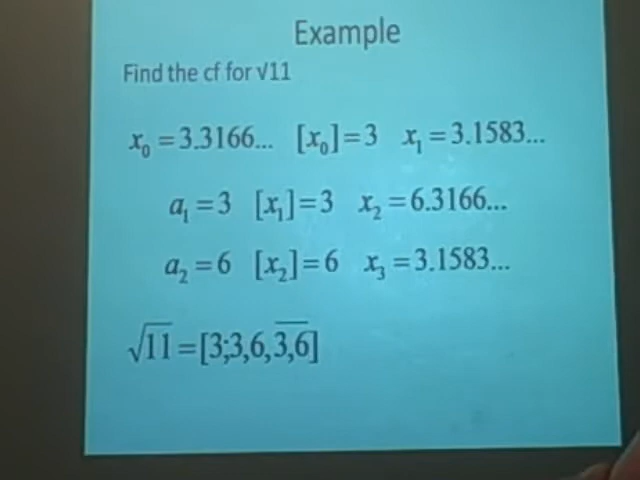 Example
Find the cf for √11
x₀ = 3.3166... [x₀]=3 x₁ = 3.1583...
a₁ = 3 [x₁]=3 x₂ = 6.3166...
a₂ = 6 [x₂]=6 x₃ = 3.1583...
√11 = [3;3,6,3̅,̅6̅]